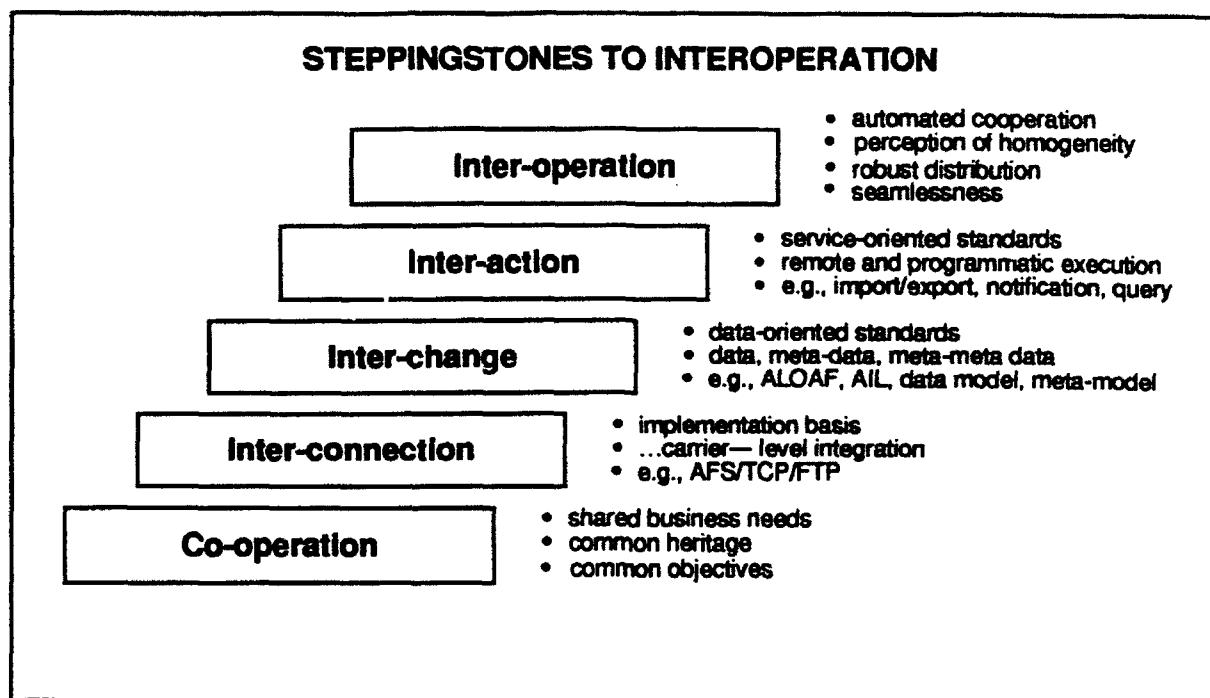 STEPPINGSTONES TO INTEROPERATION
Inter-operation
• automated cooperation
• perception of homogeneity
• robust distribution
• seamlessness
Inter-action
• service-oriented standards
• remote and programmatic execution
• e.g., import/export, notification, query
Inter-change
• data-oriented standards
• data, meta-data, meta-meta data
• e.g., ALOAF, AIL, data model, meta-model
Inter-connection
• implementation basis
• ...carrier— level integration
• e.g., AFS/TCP/FTP
Co-operation
• shared business needs
• common heritage
• common objectives